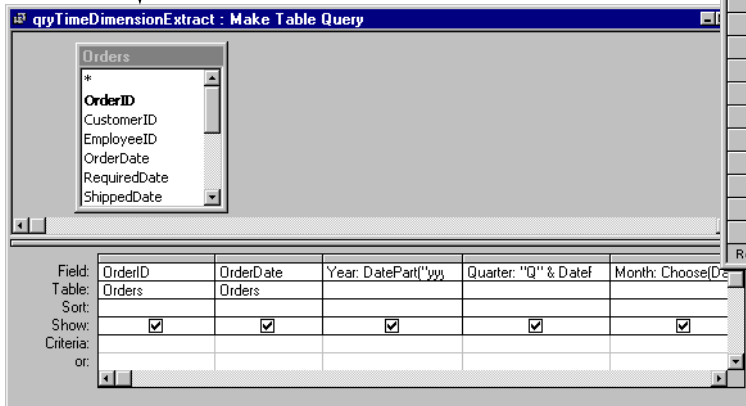 qryTimeDimensionExtract : Make Table Query
Orders
*
OrderID
CustomerID
EmployeeID
OrderDate
RequiredDate
ShippedDate
Field: OrderID OrderDate Year: DatePart("yyy Quarter: "Q" & DateF Month: Choose(Da
Table: Orders Orders
Sort:
Show:
Criteria:
or: